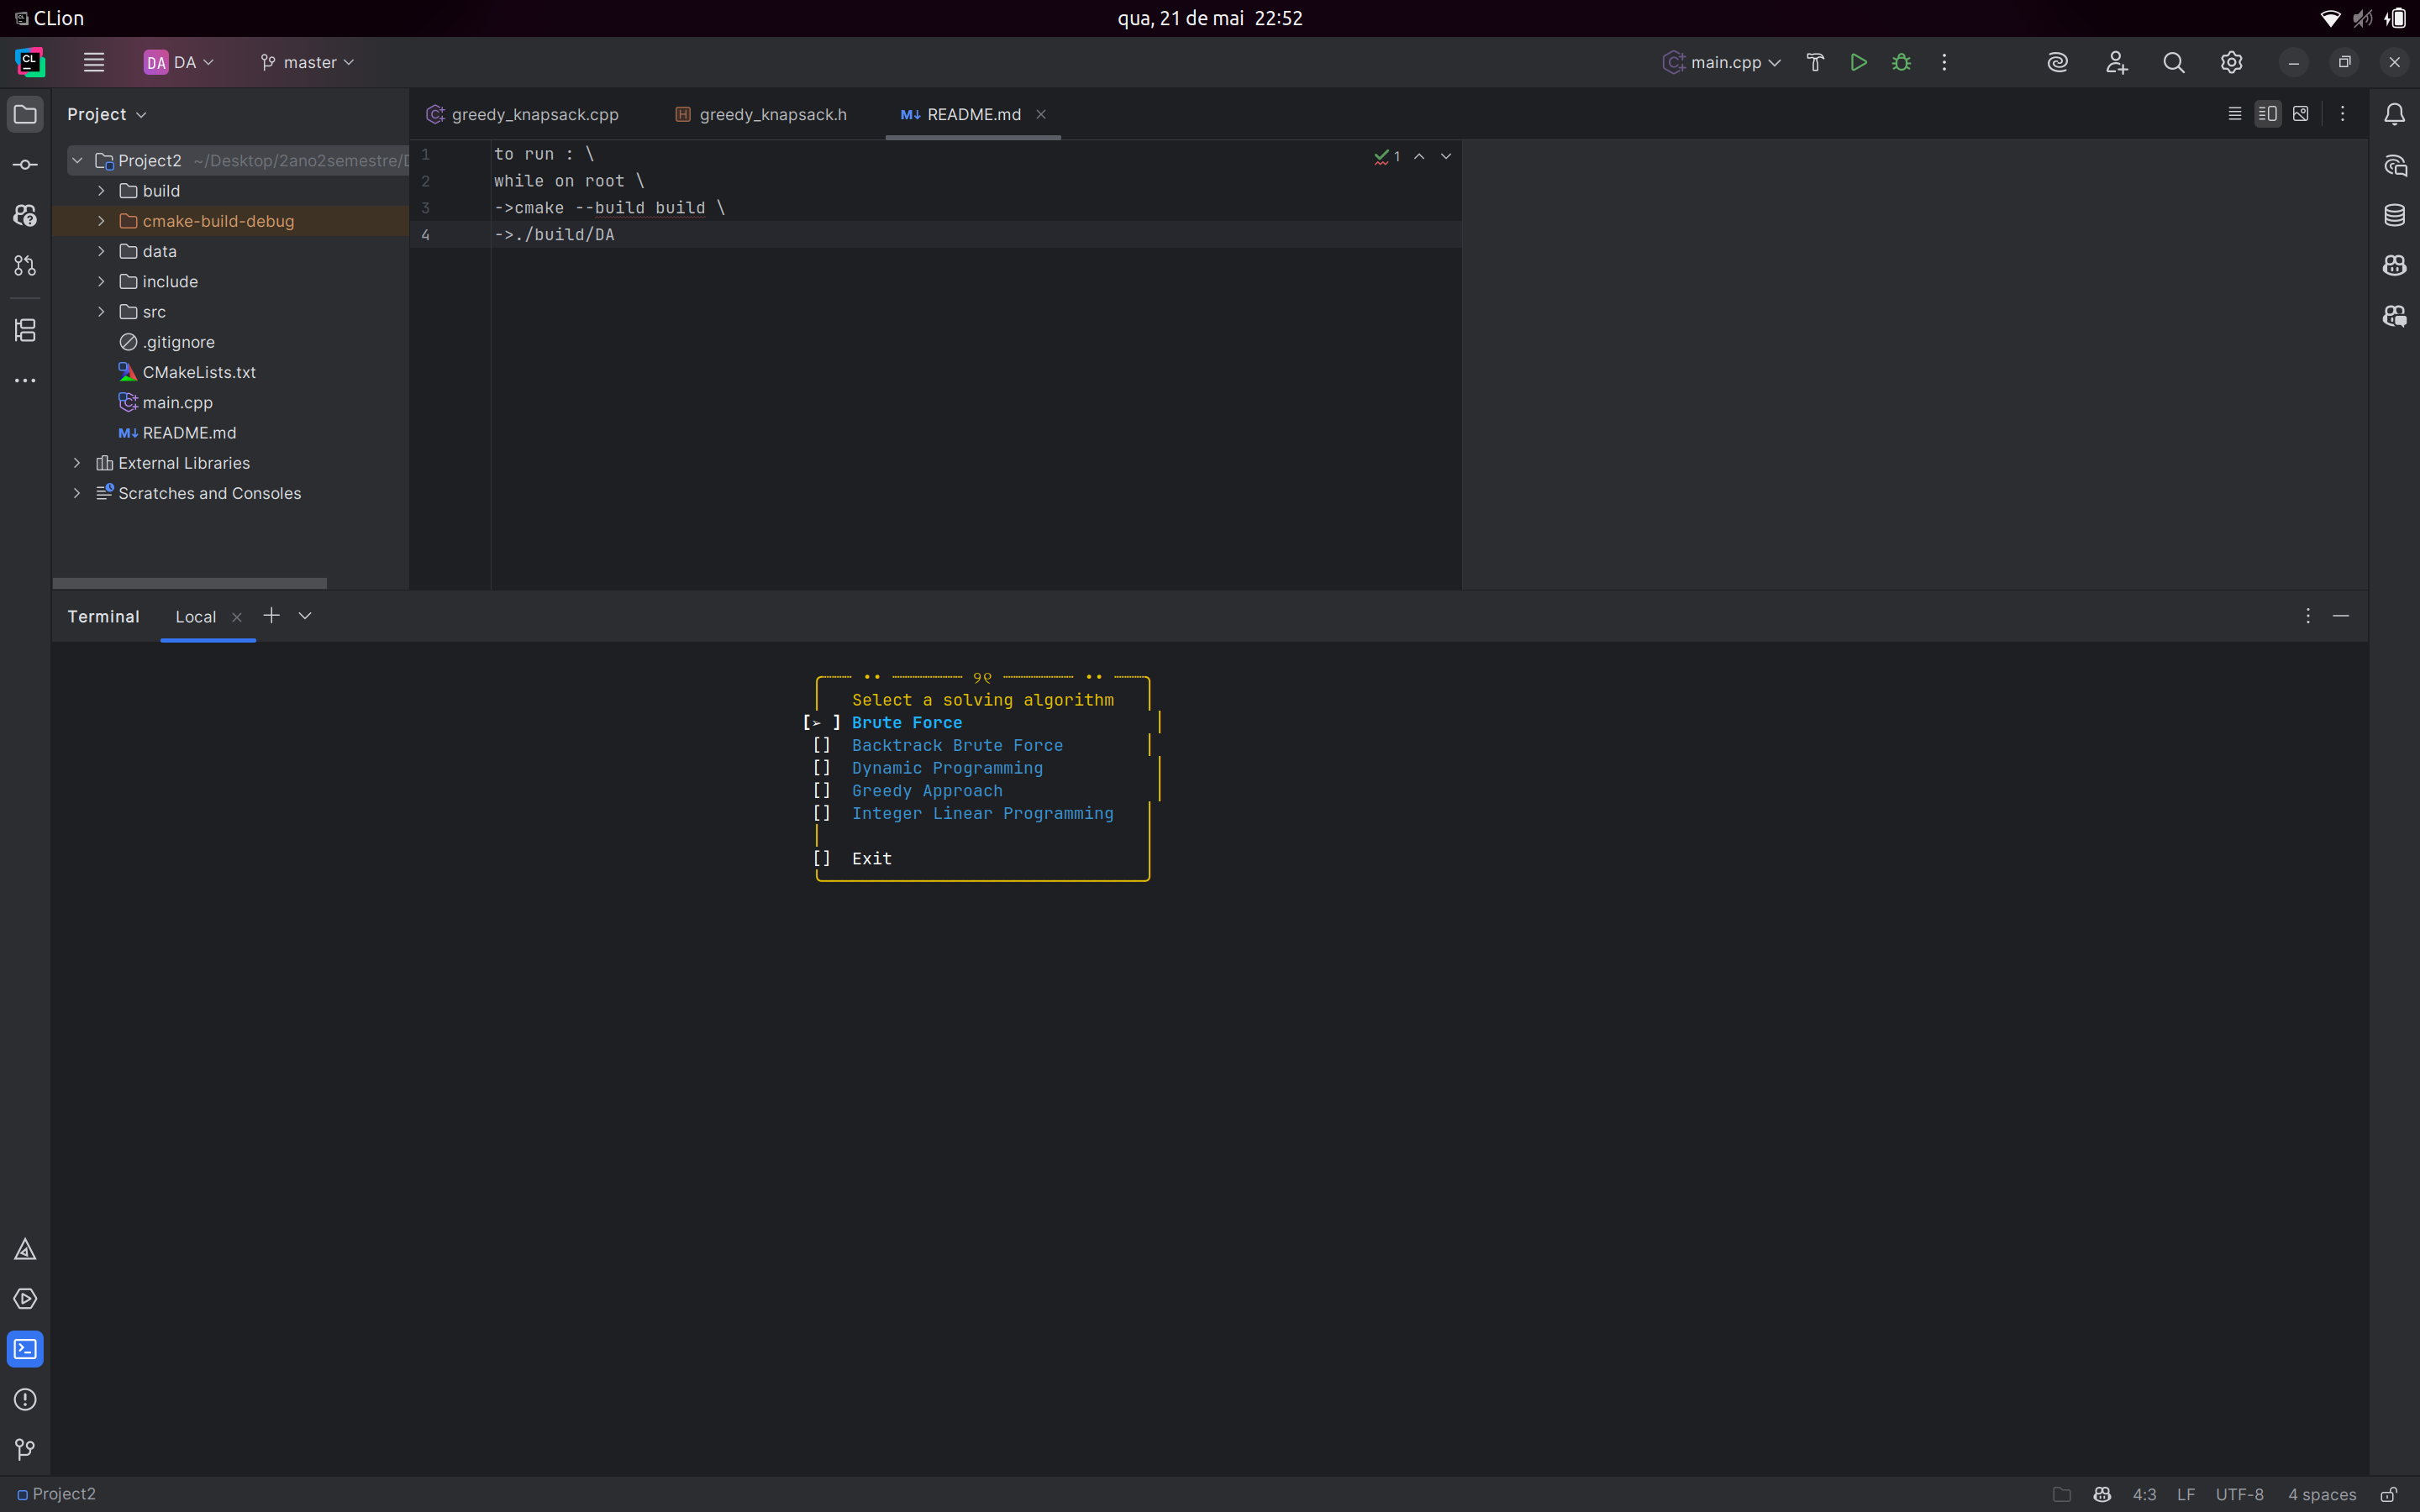 CLion
qua, 21 de mai 22:52
DA DA
master
main.cpp
Project
greedy_knapsack.cpp
greedy_knapsack.h
README.md
Project2 ~/Desktop/2ano2semestre/
build
cmake-build-debug
data
include
src
.gitignore
CMakeLists.txt
main.cpp
README.md
External Libraries
Scratches and Consoles
1 to run : \
2 while on root \
3 ->cmake --build build \
4 ->./build/DA
1
Terminal
Local
Select a solving algorithm
[➢ ] Brute Force
[] Backtrack Brute Force
[] Dynamic Programming
[] Greedy Approach
[] Integer Linear Programming
[] Exit
Project2
4:3
LF
UTF-8
4 spaces